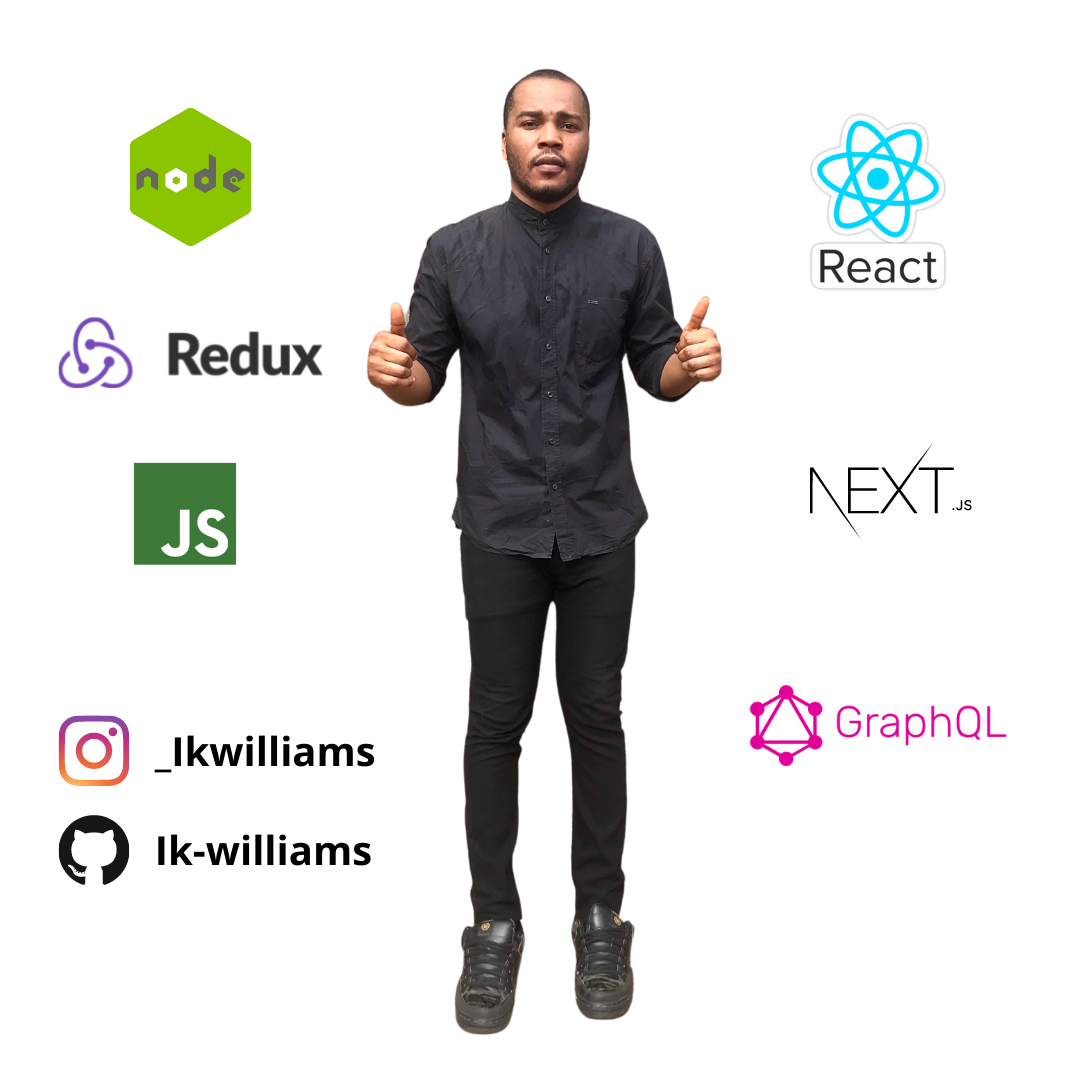 node
React
Redux
JS
NEXT.JS
GraphQL
_Ikwilliams
Ik-williams